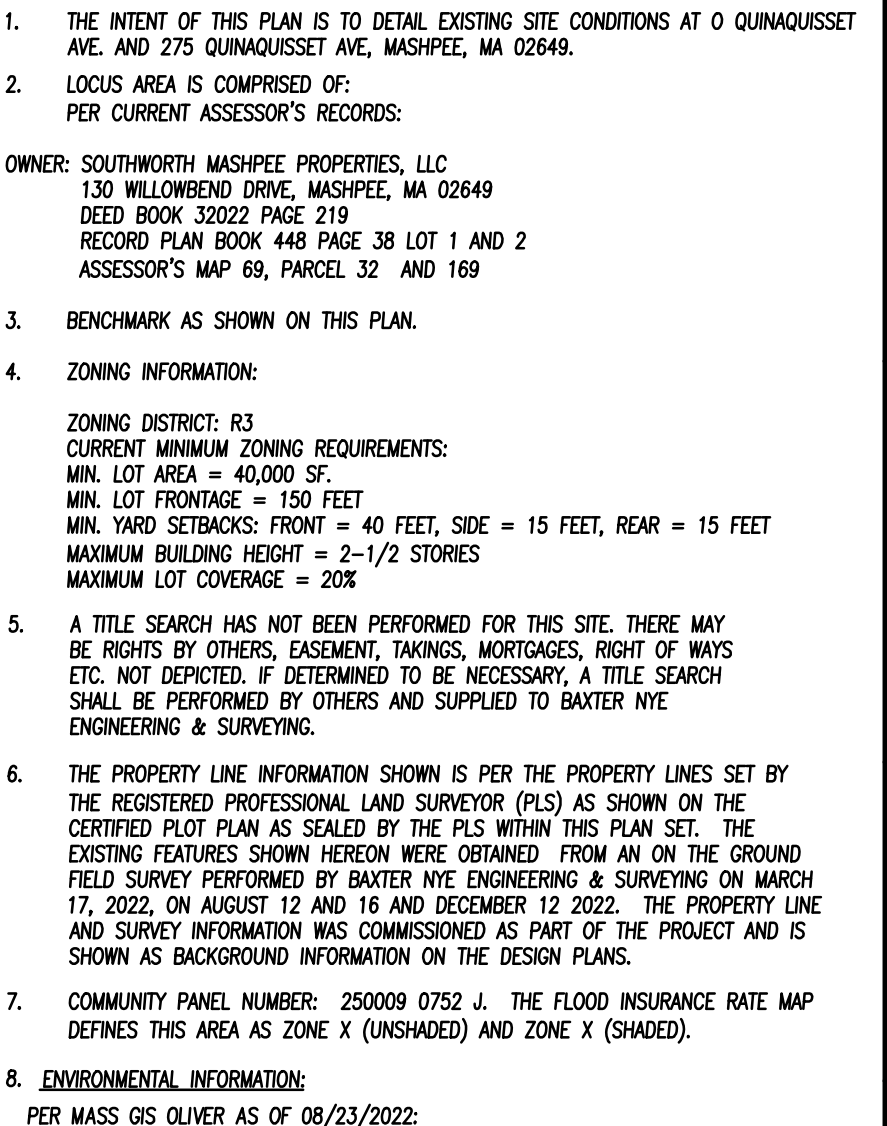 1. THE INTENT OF THIS PLAN IS TO DETAIL EXISTING SITE CONDITIONS AT O QUINAQUISSET
AVE. AND 275 QUINAQUISSET AVE, MASHPEE, MA 02649.
2. LOCUS AREA IS COMPRISED OF:
PER CURRENT ASSESSOR'S RECORDS:
OWNER: SOUTHWORTH MASHPEE PROPERTIES, LLC
130 WILLOWBEND DRIVE, MASHPEE, MA 02649
DEED BOOK 32022 PAGE 219
RECORD PLAN BOOK 448 PAGE 38 LOT 1 AND 2
ASSESSOR'S MAP 69, PARCEL 32 AND 169
3. BENCHMARK AS SHOWN ON THIS PLAN.
4. ZONING INFORMATION:
ZONING DISTRICT: R3
CURRENT MINIMUM ZONING REQUIREMENTS:
MIN. LOT AREA = 40,000 SF.
MIN. LOT FRONTAGE = 150 FEET
MIN. YARD SETBACKS: FRONT = 40 FEET, SIDE = 15 FEET, REAR = 15 FEET
MAXIMUM BUILDING HEIGHT = 2-1/2 STORIES
MAXIMUM LOT COVERAGE = 20%
5. A TITLE SEARCH HAS NOT BEEN PERFORMED FOR THIS SITE. THERE MAY
BE RIGHTS BY OTHERS, EASEMENT, TAKINGS, MORTGAGES, RIGHT OF WAYS
ETC. NOT DEPICTED. IF DETERMINED TO BE NECESSARY, A TITLE SEARCH
SHALL BE PERFORMED BY OTHERS AND SUPPLIED TO BAXTER NYE
ENGINEERING & SURVEYING.
6. THE PROPERTY LINE INFORMATION SHOWN IS PER THE PROPERTY LINES SET BY
THE REGISTERED PROFESSIONAL LAND SURVEYOR (PLS) AS SHOWN ON THE
CERTIFIED PLOT PLAN AS SEALED BY THE PLS WITHIN THIS PLAN SET. THE
EXISTING FEATURES SHOWN HEREON WERE OBTAINED FROM AN ON THE GROUND
FIELD SURVEY PERFORMED BY BAXTER NYE ENGINEERING & SURVEYING ON MARCH
17, 2022, ON AUGUST 12 AND 16 AND DECEMBER 12 2022. THE PROPERTY LINE
AND SURVEY INFORMATION WAS COMMISSIONED AS PART OF THE PROJECT AND IS
SHOWN AS BACKGROUND INFORMATION ON THE DESIGN PLANS.
7. COMMUNITY PANEL NUMBER: 250009 0752 J. THE FLOOD INSURANCE RATE MAP
DEFINES THIS AREA AS ZONE X (UNSHADED) AND ZONE X (SHADED).
8. ENVIRONMENTAL INFORMATION:
PER MASS GIS OLIVER AS OF 08/23/2022: